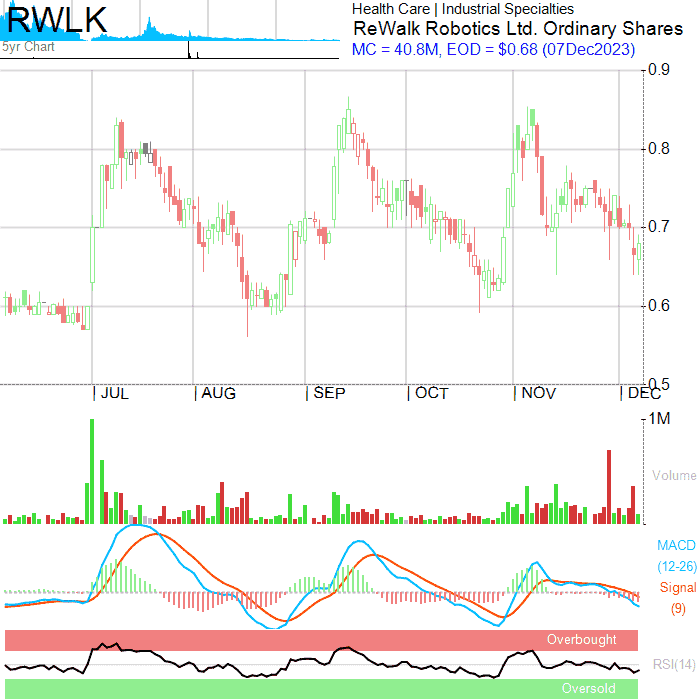 RWLK
Health Care | Industrial Specialties
ReWalk Robotics Ltd. Ordinary Shares
MC = 40.8M, EOD = $0.68 (07Dec2023)
5yr Chart
0.9
0.8
0.7
0.6
0.5
| JUL | AUG | SEP | OCT | NOV | DEC
1M
Volume
MACD
(12-26)
Signal
(9)
Overbought
RSI(14)
Oversold